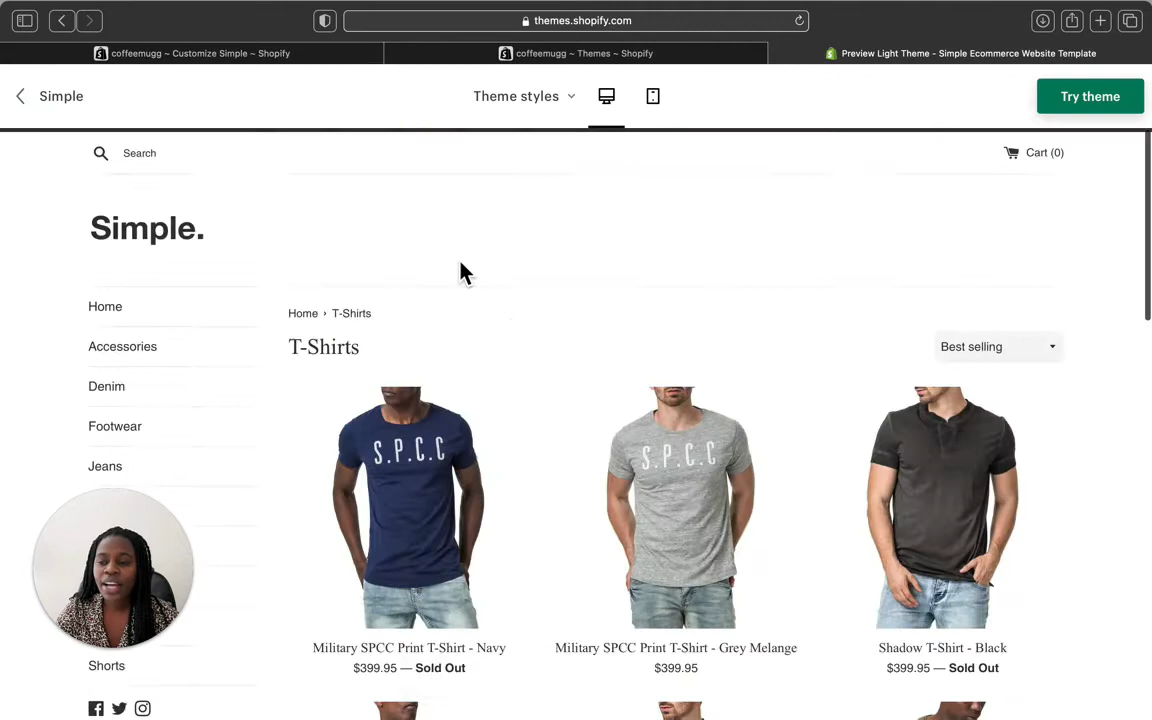 themes.shopify.com
coffeemugg ~ Customize Simple ~ Shopify
coffeemugg ~ Themes ~ Shopify
Preview Light Theme - Simple Ecommerce Website Template
Simple
Theme styles
Try theme
Search
Cart (0)
Simple.
Home
Accessories
Denim
Footwear
Jeans
Shorts
Home › T-Shirts
T-Shirts
Best selling
S.P.C.C
S.P.C.C
Military SPCC Print T-Shirt - Navy
$399.95 — Sold Out
Military SPCC Print T-Shirt - Grey Melange
$399.95
Shadow T-Shirt - Black
$399.95 — Sold Out